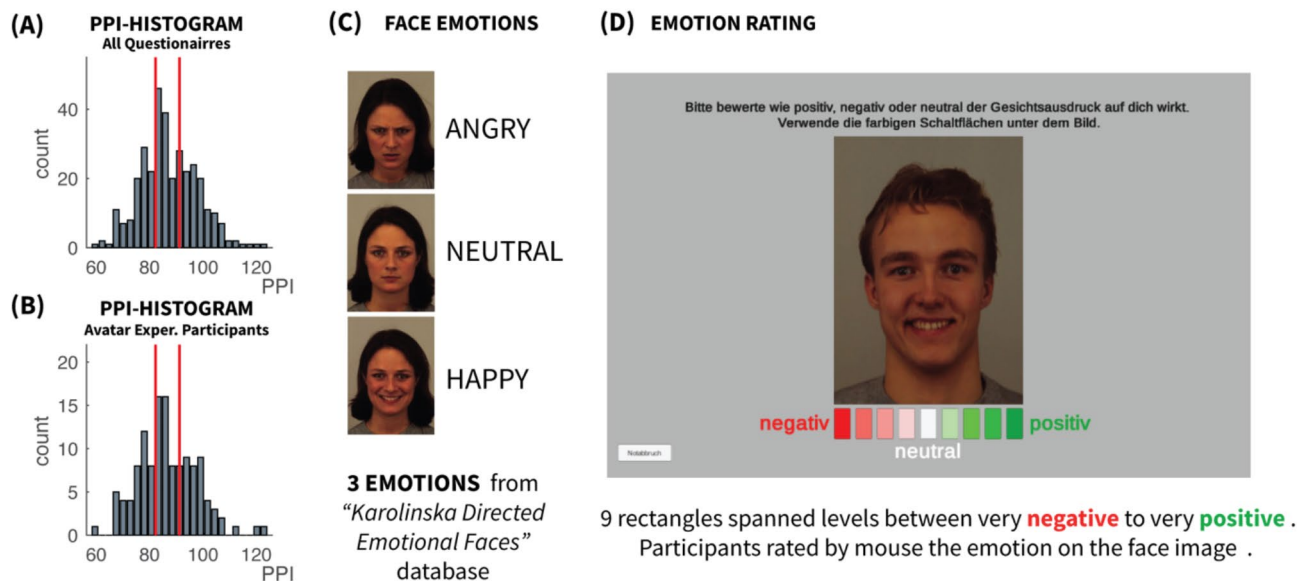 (A) PPI-HISTOGRAM
All Questionairres
count
40
20
0
60 80 100 120
PPI
(B) PPI-HISTOGRAM
Avatar Exper. Participants
count
20
15
10
5
0
60 80 100 120
PPI
(C) FACE EMOTIONS
ANGRY
NEUTRAL
HAPPY
3 EMOTIONS from
“Karolinska Directed
Emotional Faces”
database
(D) EMOTION RATING
Bitte bewerte wie positiv, negativ oder neutral der Gesichtsausdruck auf dich wirkt.
Verwende die farbigen Schaltflächen unter dem Bild.
negativ positiv
neutral
Notabbruch
9 rectangles spanned levels between very negative to very positive .
Participants rated by mouse the emotion on the face image .